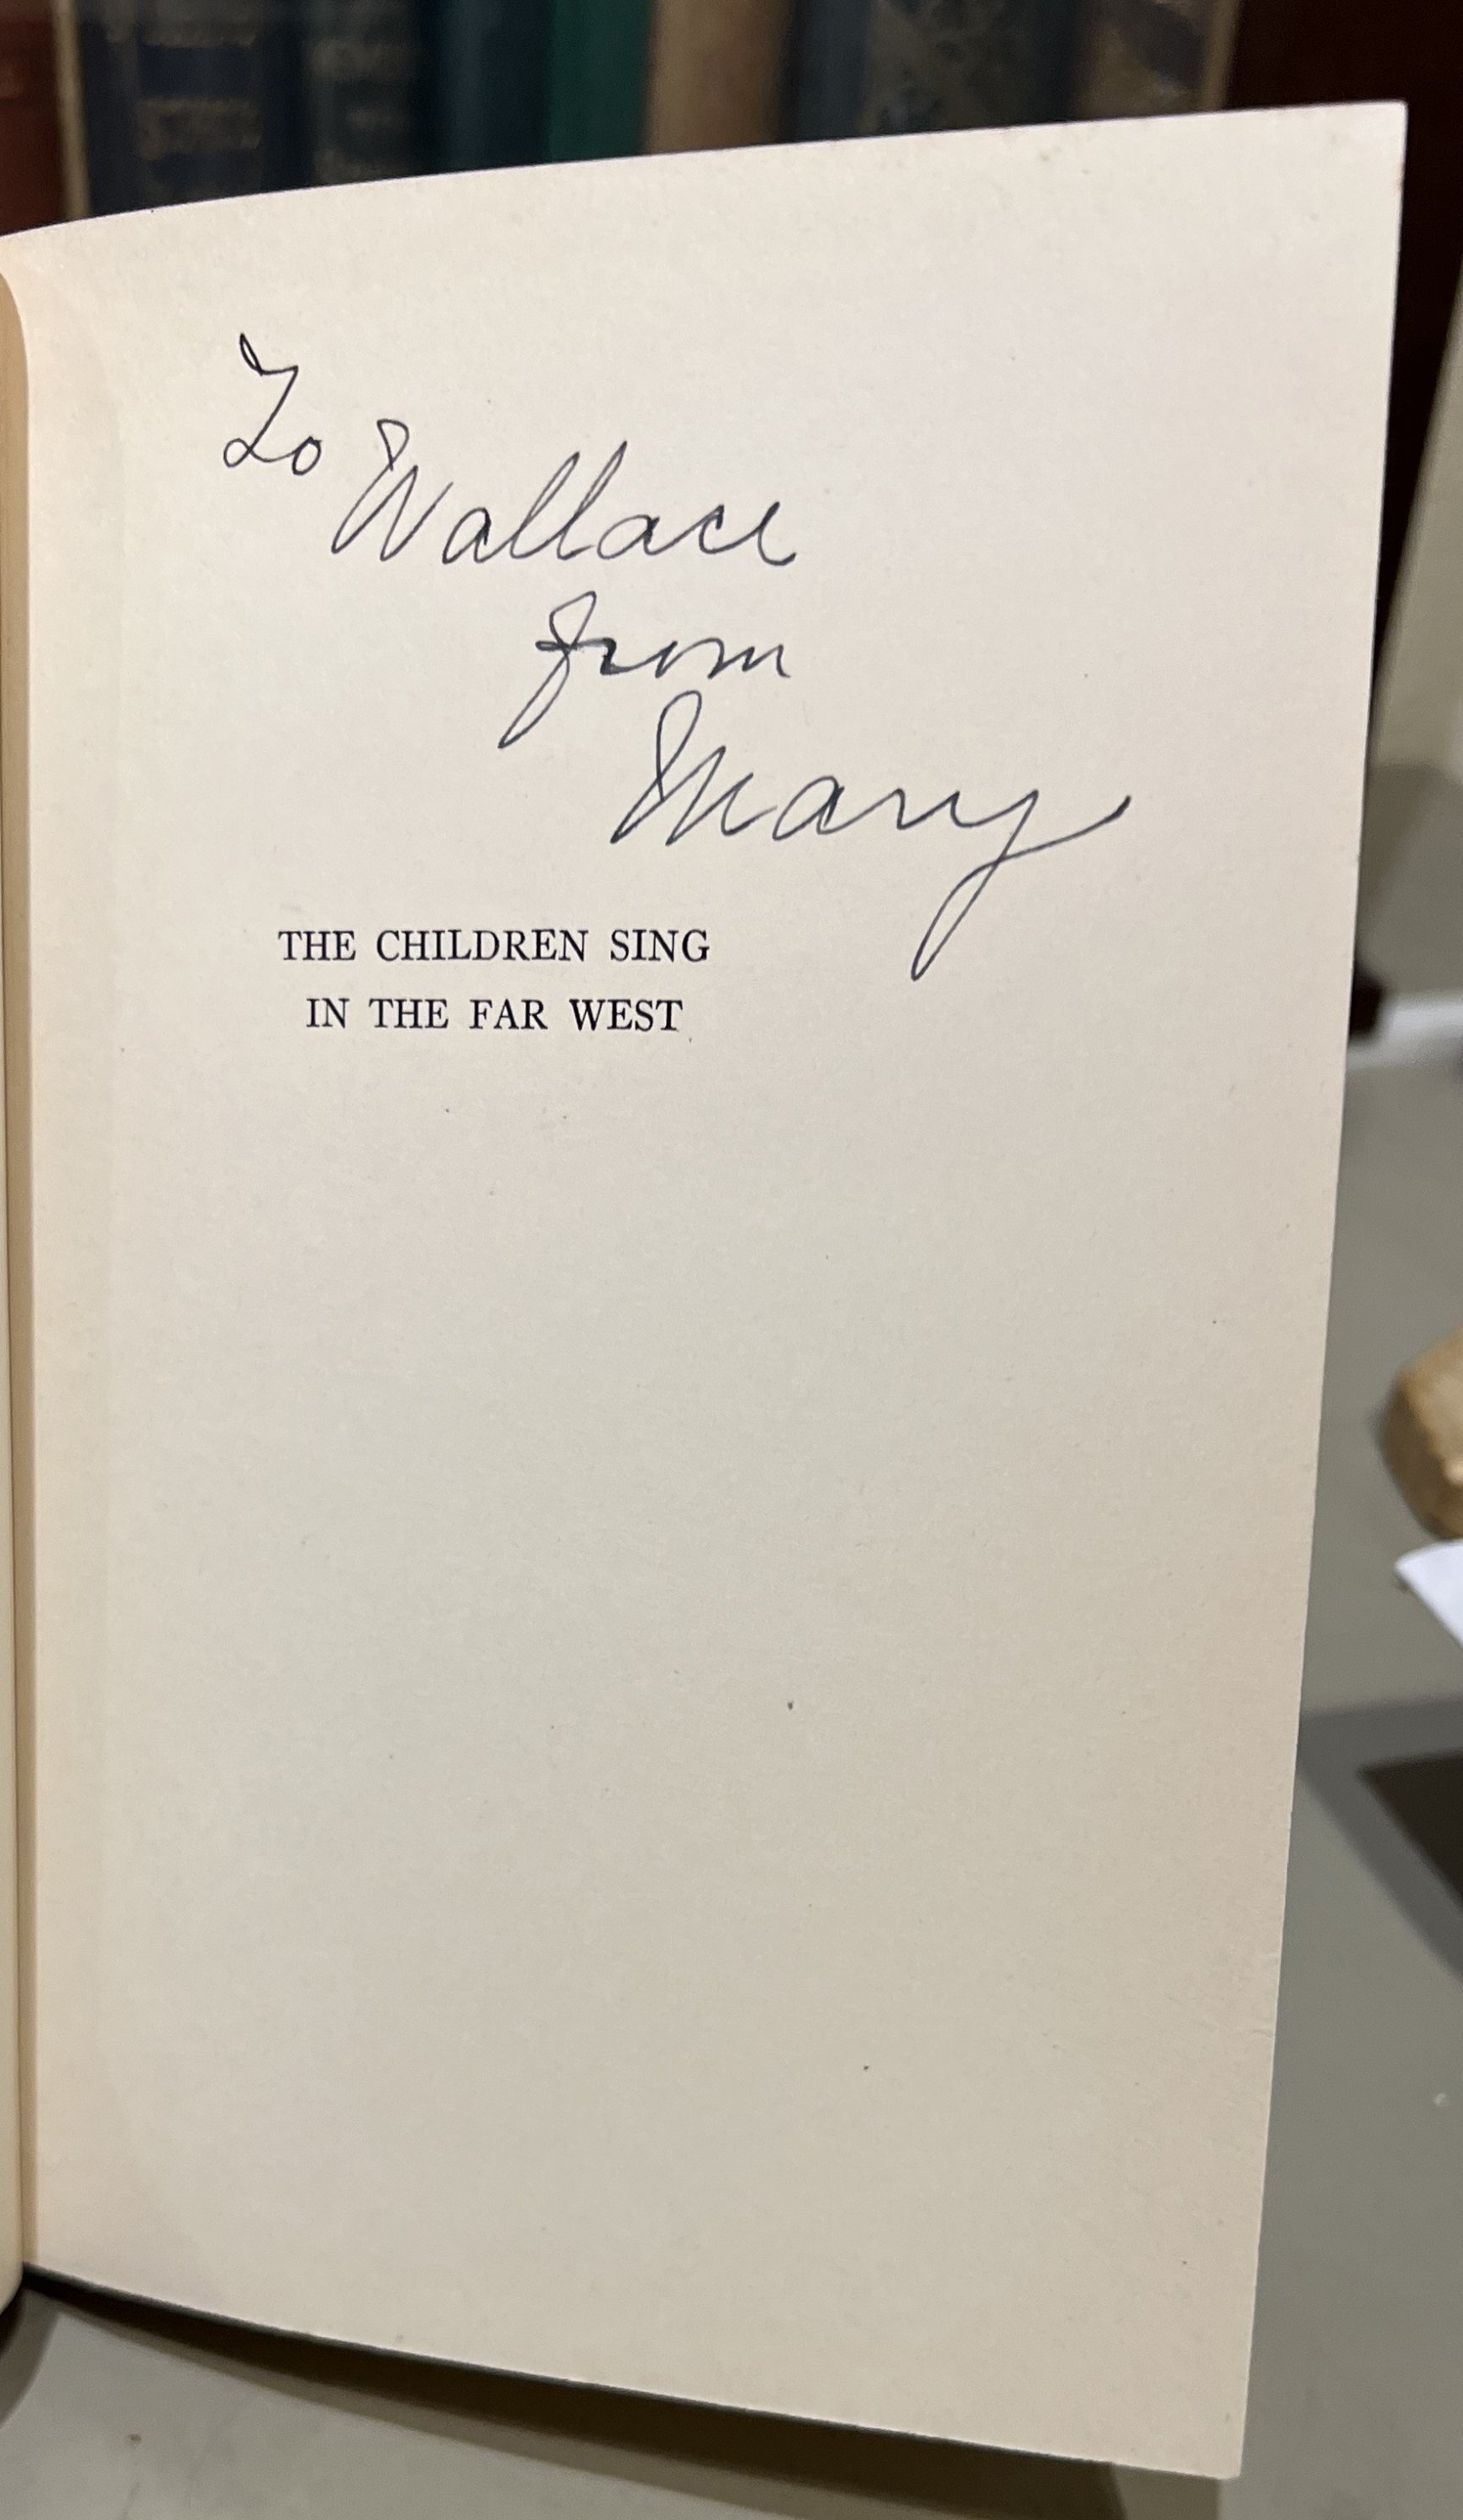 To
Wallace
from
Mary
THE CHILDREN SING
IN THE FAR WEST